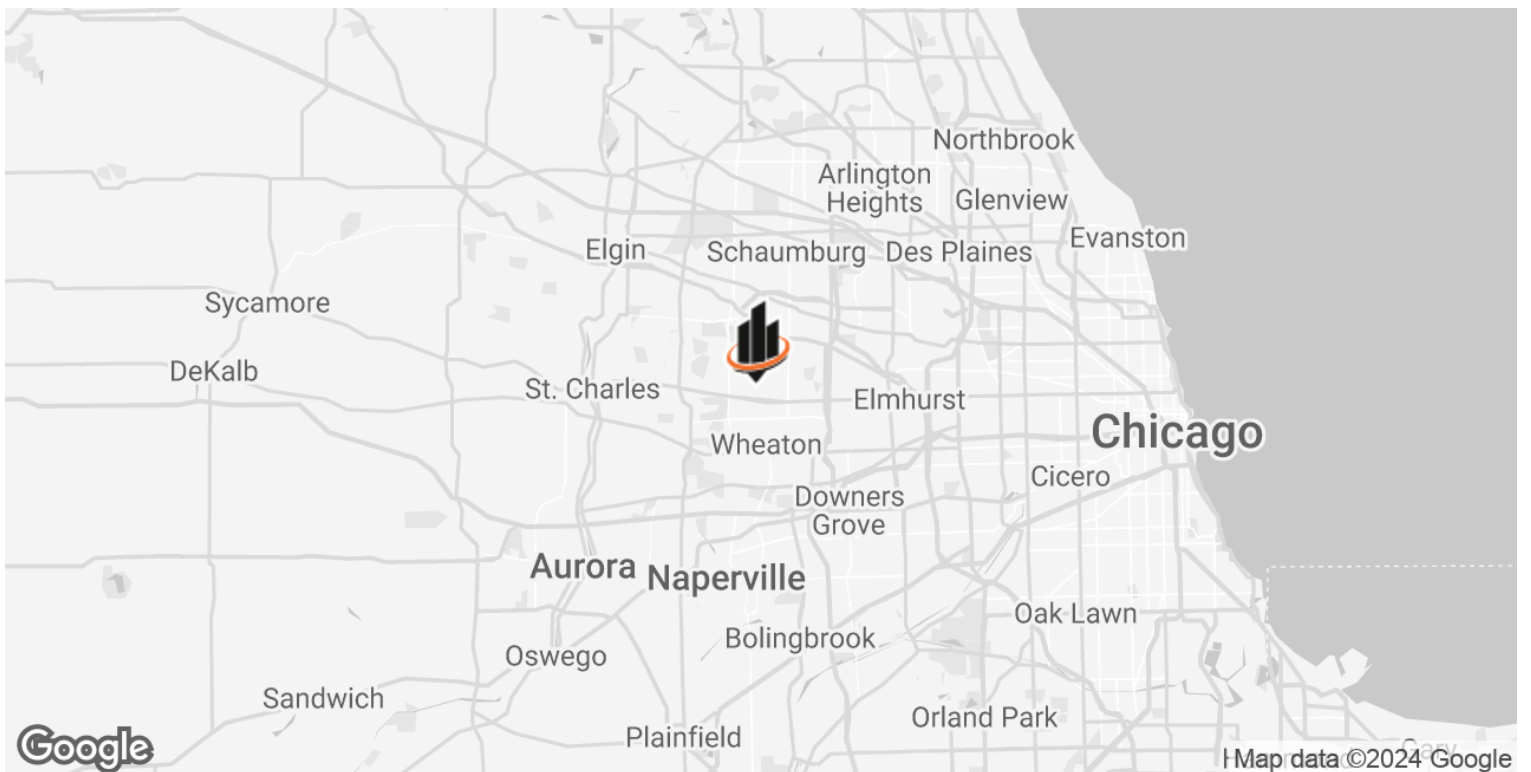 Northbrook
Arlington
Heights
Glenview
Evanston
Elgin
Schaumburg
Des Plaines
Sycamore
DeKalb
St. Charles
Elmhurst
Chicago
Wheaton
Cicero
Downers
Grove
Aurora
Naperville
Oak Lawn
Bolingbrook
Oswego
Sandwich
Orland Park
Plainfield
Gary
Google
Map data ©2024 Google